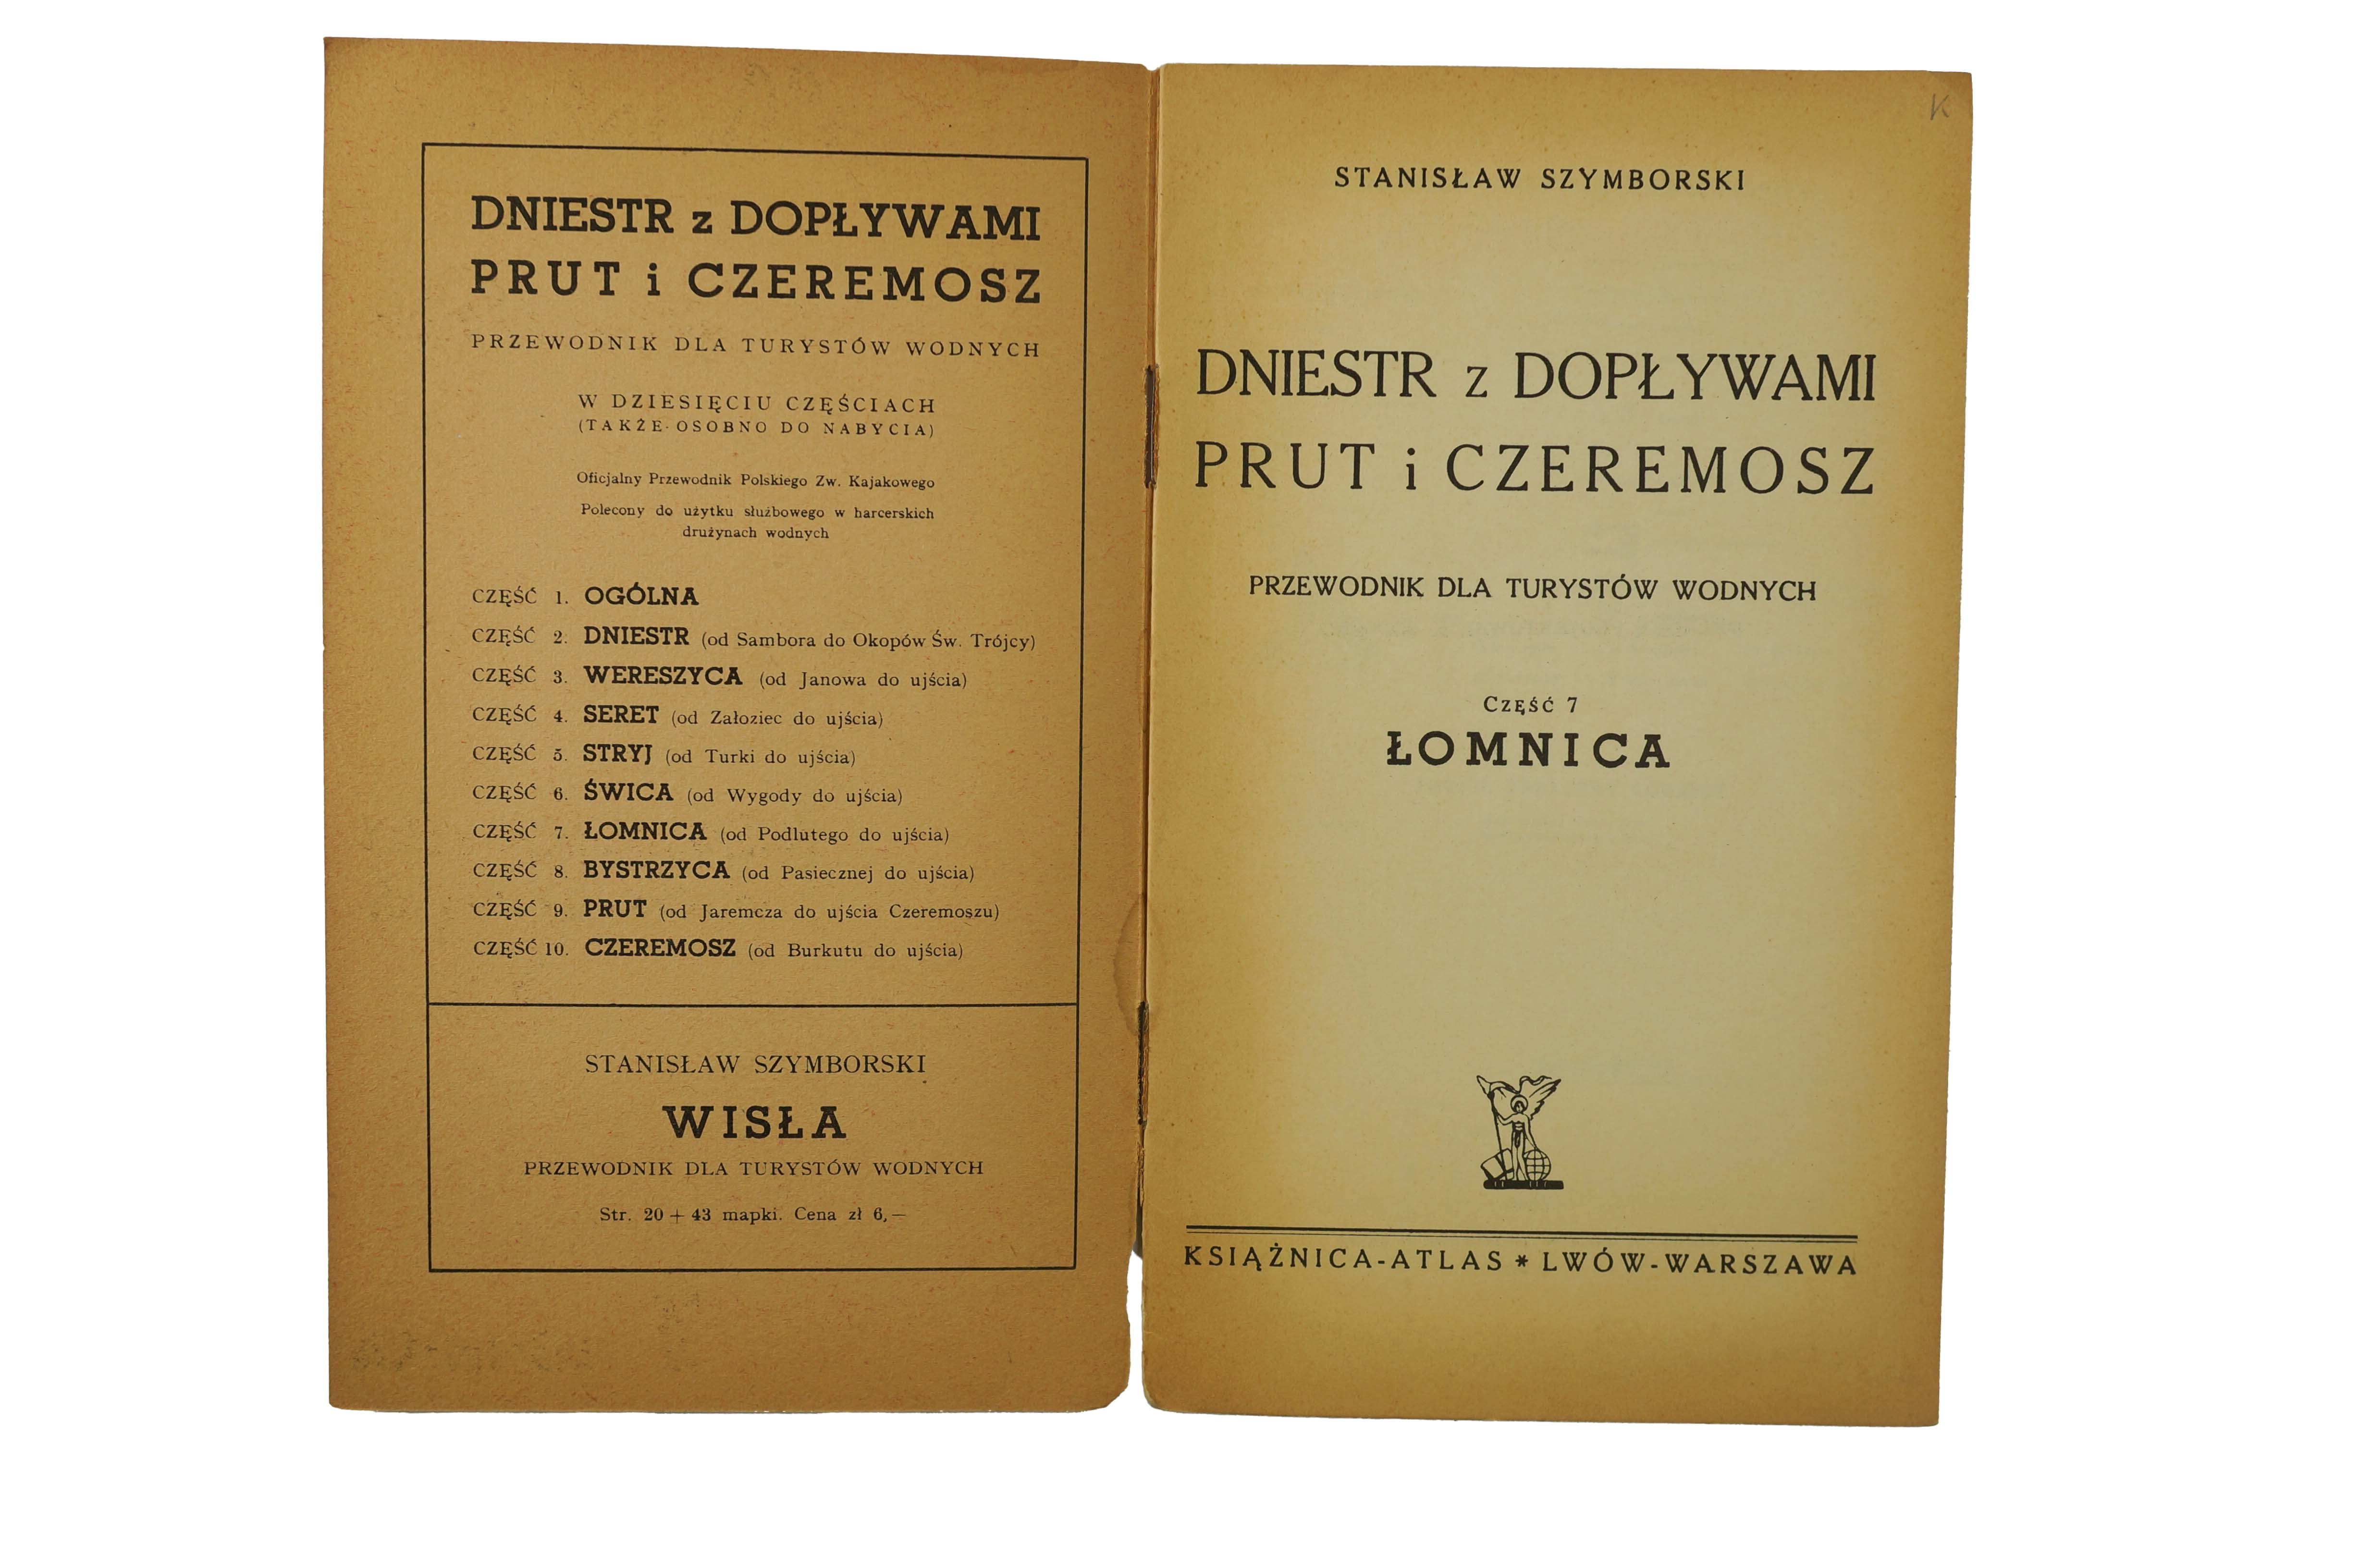 DNIESTR z DOPŁYWAMI
PRUT i CZEREMOSZ
PRZEWODNIK DLA TURYSTÓW WODNYCH
W DZIESIĘCIU CZĘŚCIACH
(TAKŻE OSOBNO DO NABYCIA)
Oficjalny Przewodnik Polskiego Zw. Kajakowego
Polecony do użytku służbowego w harcerskich
drużynach wodnych
CZĘŚĆ 1. OGÓLNA
CZĘŚĆ 2. DNIESTR (od Sambora do Okopów Św. Trójcy)
CZĘŚĆ 3. WERESZYCA (od Janowa do ujścia)
CZĘŚĆ 4. SERET (od Załoziec do ujścia)
CZĘŚĆ 5. STRYJ (od Turki do ujścia)
CZĘŚĆ 6. ŚWICA (od Wygody do ujścia)
CZĘŚĆ 7. ŁOMNICA (od Podlutego do ujścia)
CZĘŚĆ 8. BYSTRZYCA (od Pasiecznej do ujścia)
CZĘŚĆ 9. PRUT (od Jaremcza do ujścia Czeremoszu)
CZĘŚĆ 10. CZEREMOSZ (od Burkutu do ujścia)
STANISŁAW SZYMBORSKI
WISŁA
PRZEWODNIK DLA TURYSTÓW WODNYCH
Str. 20 + 43 mapki. Cena zł 6,—
K
STANISŁAW SZYMBORSKI
DNIESTR z DOPŁYWAMI
PRUT i CZEREMOSZ
PRZEWODNIK DLA TURYSTÓW WODNYCH
Część 7
ŁOMNICA
KSIĄŻNICA-ATLAS * LWÓW-WARSZAWA